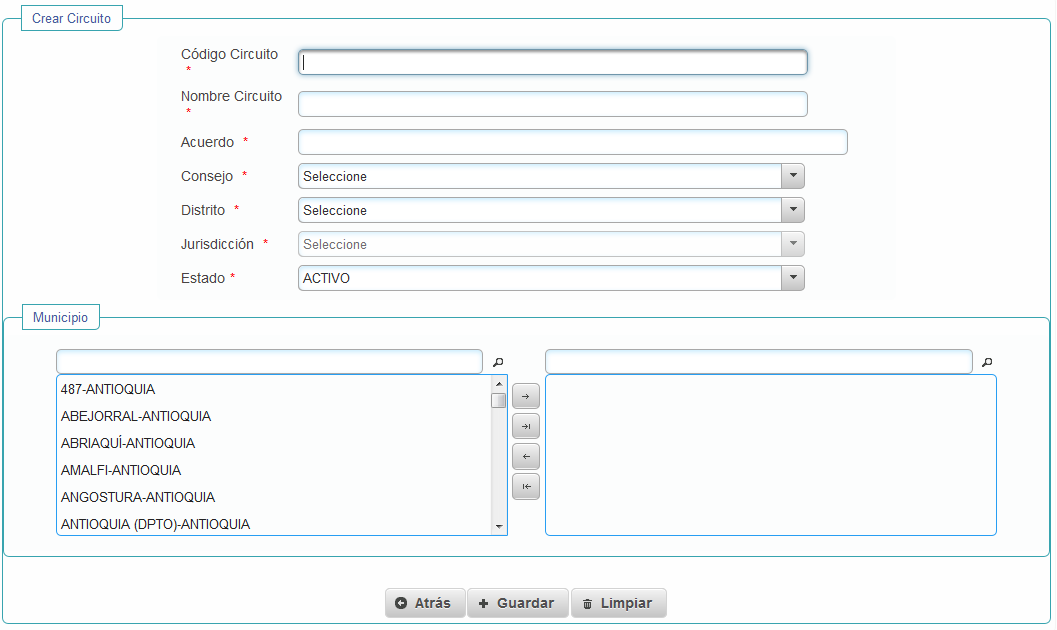 Crear Circuito
Código Circuito
*
Nombre Circuito
*
Acuerdo *
Consejo * Seleccione
Distrito * Seleccione
Jurisdicción * Seleccione
Estado * ACTIVO
Municipio
487-ANTIOQUIA
ABEJORRAL-ANTIOQUIA
ABRIAQUÍ-ANTIOQUIA
AMALFI-ANTIOQUIA
ANGOSTURA-ANTIOQUIA
ANTIOQUIA (DPTO)-ANTIOQUIA
Atrás Guardar Limpiar